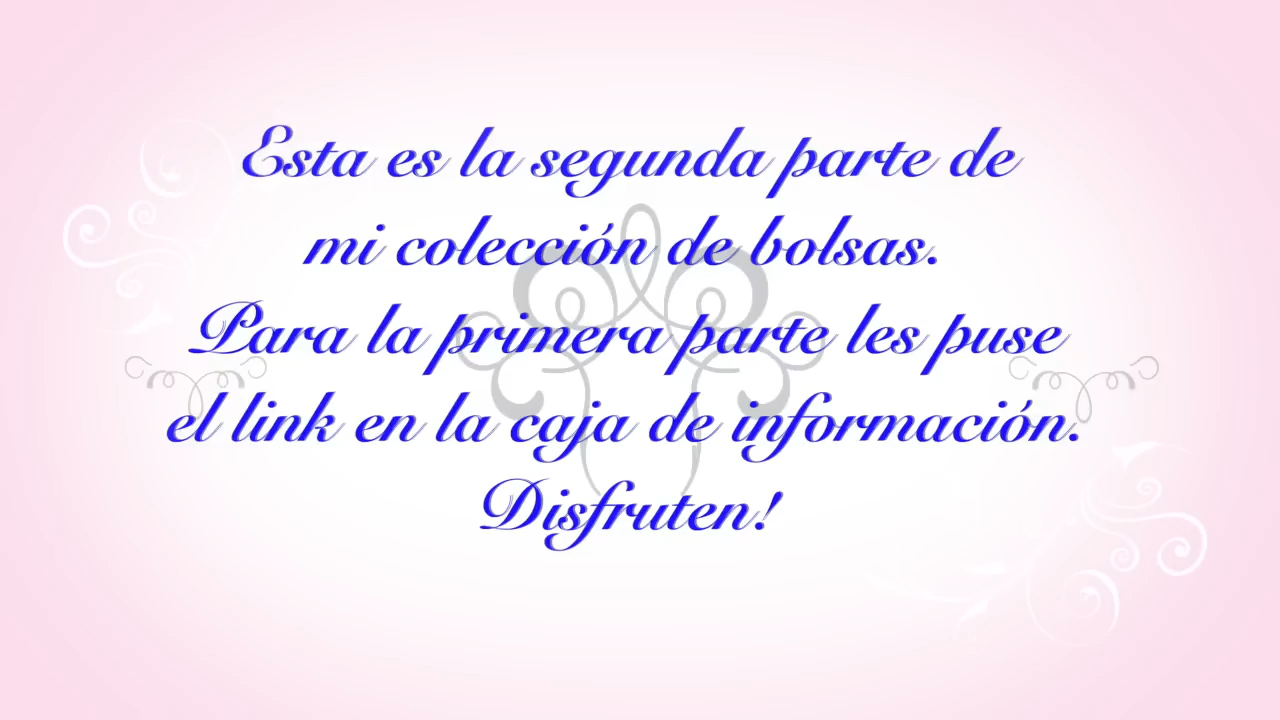 Esta es la segunda parte de
mi colección de bolsas.
Para la primera parte les puse
el link en la caja de información.
Disfruten!